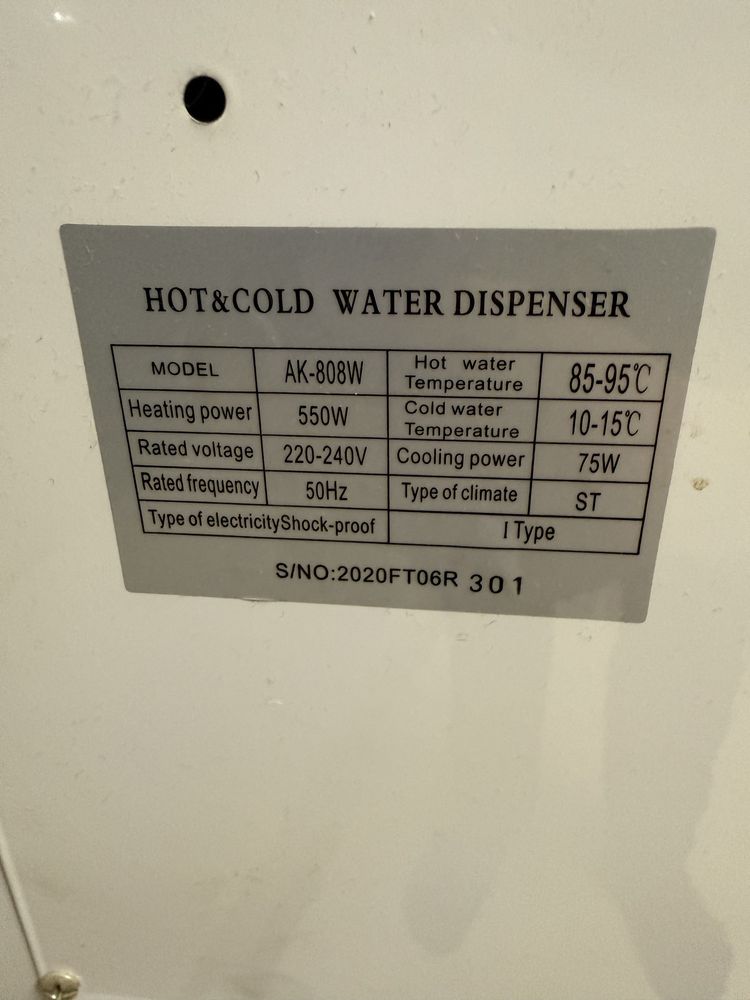 HOT&COLD WATER DISPENSER
MODEL AK-808W Hot water Temperature 85-95℃
Heating power 550W Cold water Temperature 10-15℃
Rated voltage 220-240V Cooling power 75W
Rated frequency 50Hz Type of climate ST
Type of electricityShock-proof I Type
S/NO:2020FT06R 301